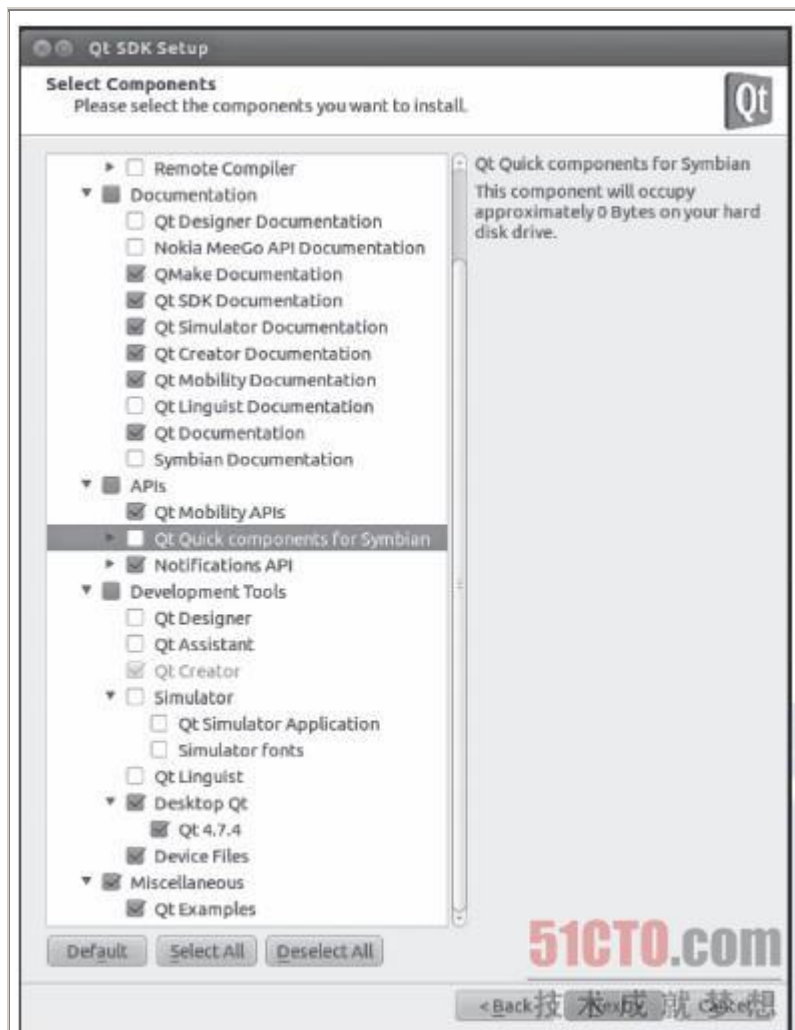 Qt SDK Setup
Select Components
Please select the components you want to install.
Qt
Remote Compiler
Documentation
Qt Designer Documentation
Nokia MeeGo API Documentation
QMake Documentation
Qt SDK Documentation
Qt Simulator Documentation
Qt Creator Documentation
Qt Mobility Documentation
Qt Linguist Documentation
Qt Documentation
Symbian Documentation
APIs
Qt Mobility APIs
Qt Quick components for Symbian
Notifications API
Development Tools
Qt Designer
Qt Assistant
Qt Creator
Simulator
Qt Simulator Application
Simulator fonts
Qt Linguist
Desktop Qt
Qt 4.7.4
Device Files
Miscellaneous
Qt Examples
Qt Quick components for Symbian
This component will occupy
approximately 0 Bytes on your hard
disk drive.
Default Select All Deselect All
51CTO.com
技术成就梦想
< Back Next > Cancel